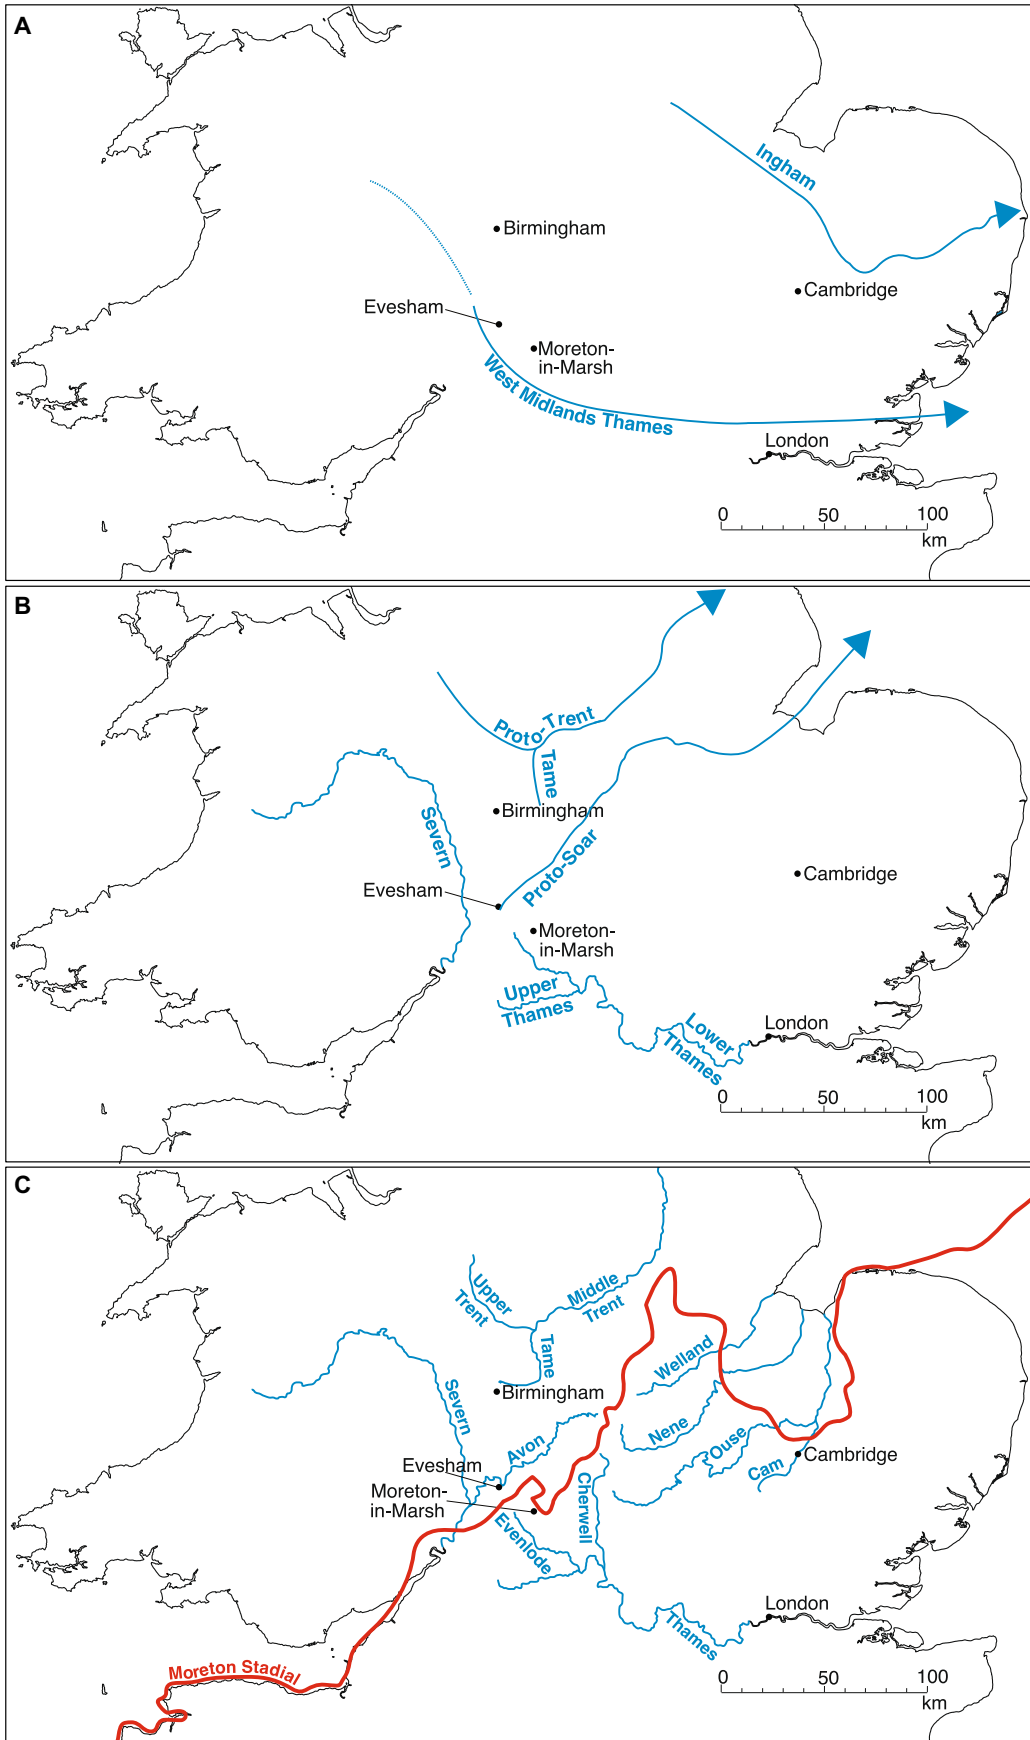 A
Ingham
Birmingham
Cambridge
Evesham
Moreton-
in-Marsh
West Midlands Thames
London
0 50 100
km
B
Proto-Trent
Tame
Birmingham
Severn
Proto-Soar
Evesham
Cambridge
Moreton-
in-Marsh
Upper
Thames
Lower
Thames
London
0 50 100
km
C
Upper
Trent
Middle
Trent
Tame
Welland
Severn
Birmingham
Nene
Avon
Ouse
Cam
Cambridge
Evesham
Moreton-
in-Marsh
Cherwell
Evenlode
London
Thames
Moreton Stadial
0 50 100
km